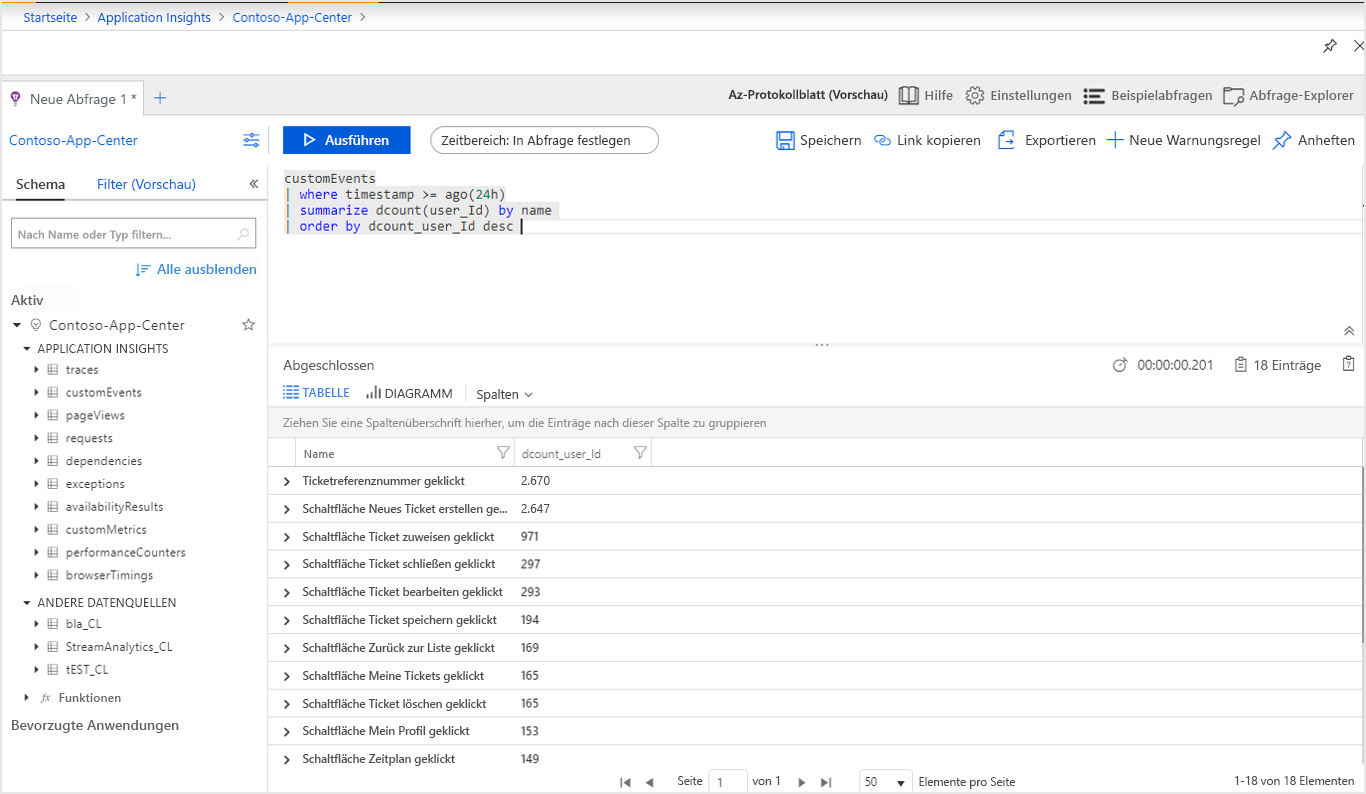 Startseite > Application Insights > Contoso-App-Center >
Neue Abfrage 1 * +
Az-Protokollblatt (Vorschau) Hilfe Einstellungen Beispielabfragen Abfrage-Explorer
Contoso-App-Center
Ausführen Zeitbereich: In Abfrage festlegen Speichern Link kopieren Exportieren Neue Warnungsregel Anheften
Schema Filter (Vorschau) «
Nach Name oder Typ filtern...
Alle ausblenden
Aktiv
Contoso-App-Center
APPLICATION INSIGHTS
traces
customEvents
pageViews
requests
dependencies
exceptions
availabilityResults
customMetrics
performanceCounters
browserTimings
ANDERE DATENQUELLEN
bla_CL
StreamAnalytics_CL
tEST_CL
fx Funktionen
Bevorzugte Anwendungen
customEvents
| where timestamp >= ago(24h)
| summarize dcount(user_Id) by name
| order by dcount_user_Id desc
Abgeschlossen 00:00:00.201 18 Einträge
TABELLE DIAGRAMM Spalten
Ziehen Sie eine Spaltenüberschrift hierher, um die Einträge nach dieser Spalte zu gruppieren
Name dcount_user_Id
Ticketreferenznummer geklickt 2.670
Schaltfläche Neues Ticket erstellen ge... 2.647
Schaltfläche Ticket zuweisen geklickt 971
Schaltfläche Ticket schließen geklickt 297
Schaltfläche Ticket bearbeiten geklickt 293
Schaltfläche Ticket speichern geklickt 194
Schaltfläche Zurück zur Liste geklickt 169
Schaltfläche Meine Tickets geklickt 165
Schaltfläche Ticket löschen geklickt 165
Schaltfläche Mein Profil geklickt 153
Schaltfläche Zeitplan geklickt 149
Seite 1 von 1 50 Elemente pro Seite 1-18 von 18 Elementen